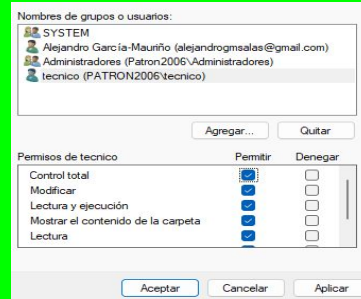 Nombres de grupos o usuarios:
SYSTEM
Alejandro García-Mauriño (alejandrogmsalas@gmail.com)
Administradores (Patron2006\Administradores)
tecnico (PATRON2006\tecnico)
Agregar... Quitar
Permisos de tecnico Permitir Denegar
Control total
Modificar
Lectura y ejecución
Mostrar el contenido de la carpeta
Lectura
Aceptar Cancelar Aplicar